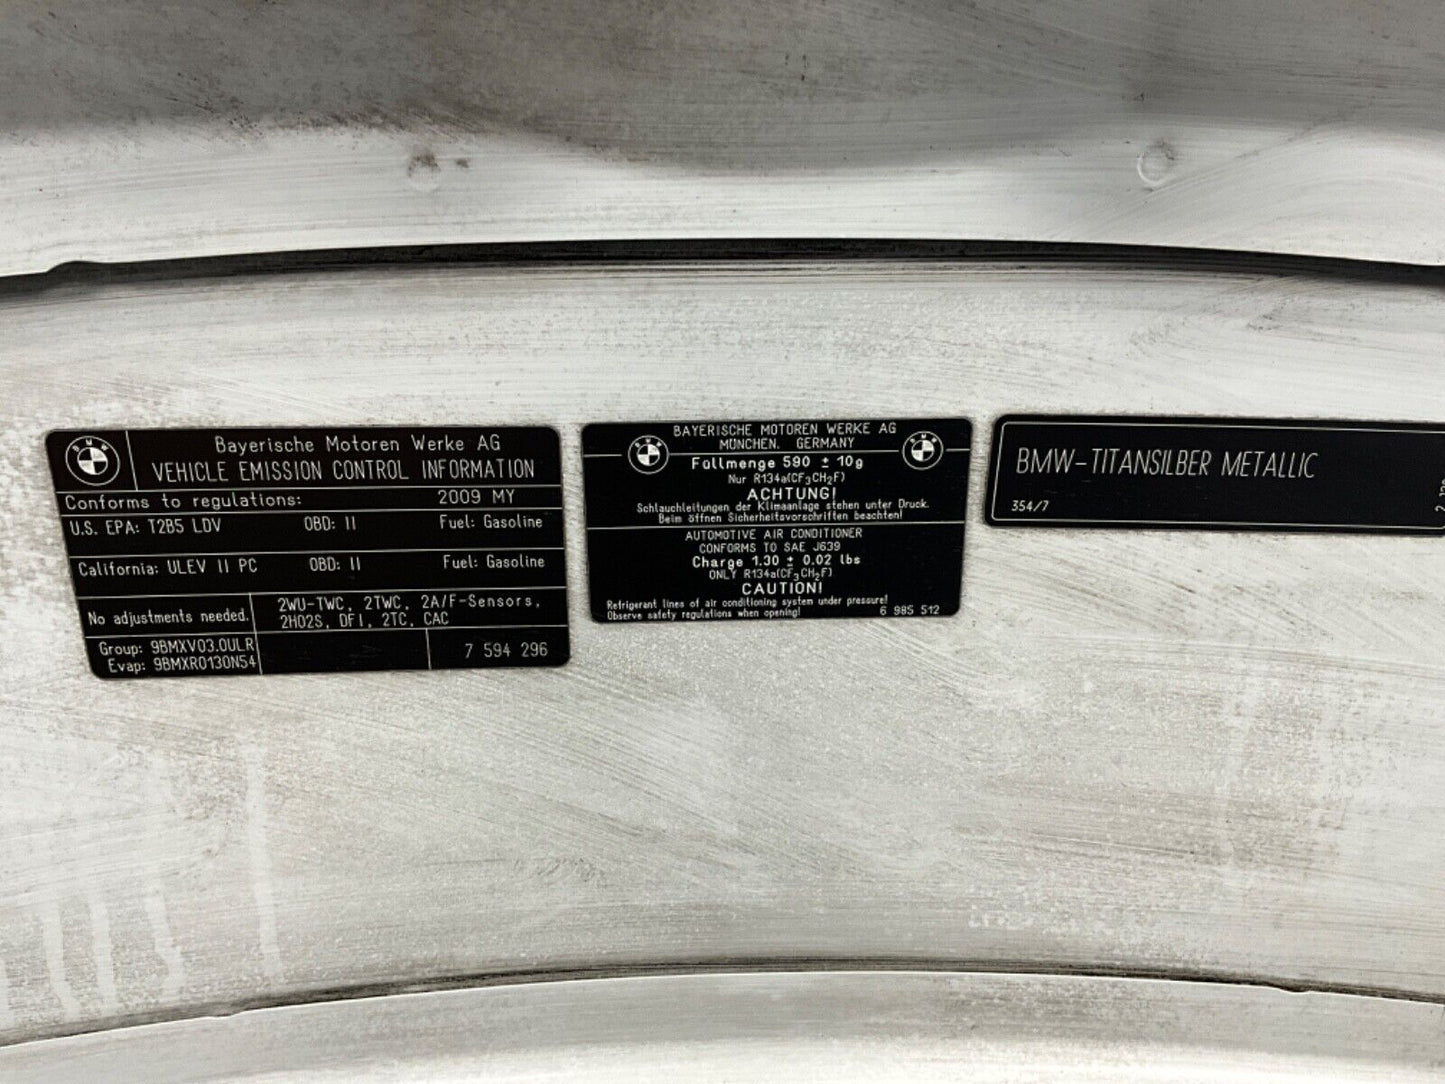 BMW
Bayerische Motoren Werke AG
VEHICLE EMISSION CONTROL INFORMATION
Conforms to regulations: 2009 MY
U.S. EPA: T2B5 LDV OBD: II Fuel: Gasoline
California: ULEV II PC OBD: II Fuel: Gasoline
No adjustments needed. 2WU-TWC, 2TWC, 2A/F-Sensors,
2HO2S, DFI, 2TC, CAC
Group: 9BMXV03.0ULR
Evap: 9BMXR0130N54
7 594 296
BAYERISCHE MOTOREN WERKE AG
MÜNCHEN, GERMANY
BMW
BMW
Füllmenge 590 ± 10g
Nur R134a(CF3CH2F)
ACHTUNG!
Schlauchleitungen der Klimaanlage stehen unter Druck.
Beim öffnen Sicherheitsvorschriften beachten!
AUTOMOTIVE AIR CONDITIONER
CONFORMS TO SAE J639
Charge 1.30 ± 0.02 lbs
ONLY R134a(CF3CH2F)
CAUTION!
Refrigerant lines of air conditioning system under pressure!
Observe safety regulations when opening!
6 985 512
BMW-TITANSILBER METALLIC
354/7